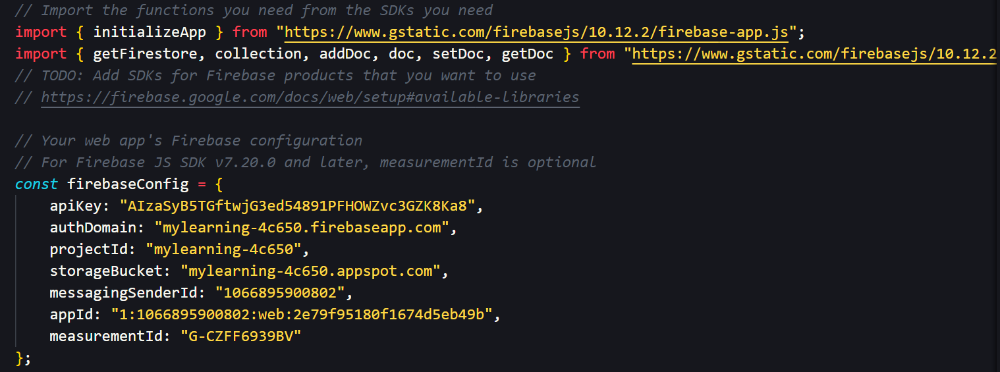 // Import the functions you need from the SDKs you need
import { initializeApp } from "https://www.gstatic.com/firebasejs/10.12.2/firebase-app.js";
import { getFirestore, collection, addDoc, doc, setDoc, getDoc } from "https://www.gstatic.com/firebasejs/10.12.2
// TODO: Add SDKs for Firebase products that you want to use
// https://firebase.google.com/docs/web/setup#available-libraries
// Your web app's Firebase configuration
// For Firebase JS SDK v7.20.0 and later, measurementId is optional
const firebaseConfig = {
apiKey: "AIzaSyB5TGftwjG3ed54891PFHOWZvc3GZK8Ka8",
authDomain: "mylearning-4c650.firebaseapp.com",
projectId: "mylearning-4c650",
storageBucket: "mylearning-4c650.appspot.com",
messagingSenderId: "1066895900802",
appId: "1:1066895900802:web:2e79f95180f1674d5eb49b",
measurementId: "G-CZFF6939BV"
};